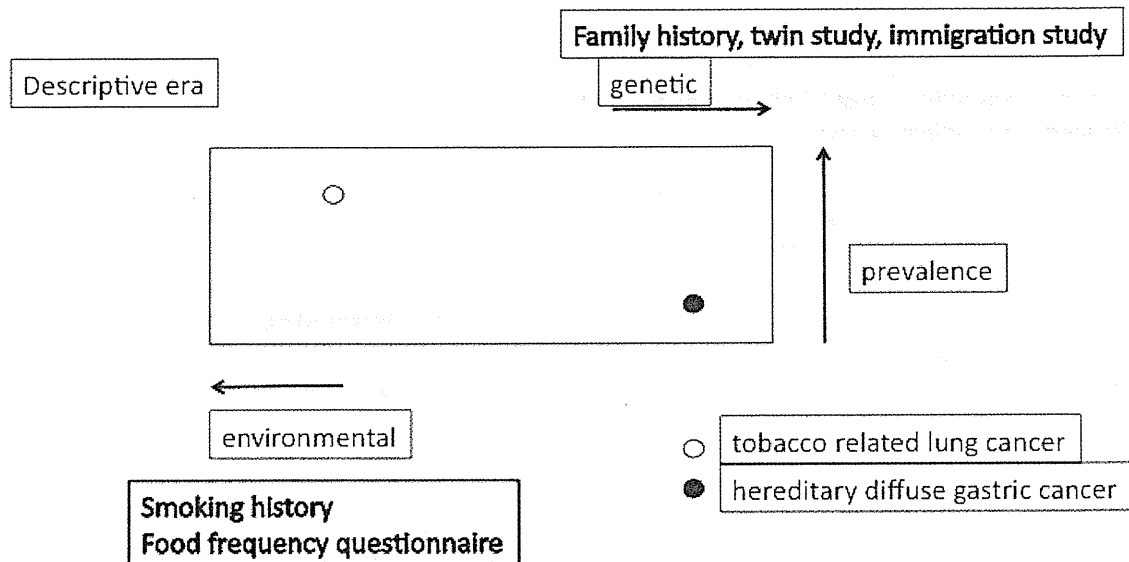 Family history, twin study, immigration study
Descriptive era
genetic
prevalence
environmental
tobacco related lung cancer
hereditary diffuse gastric cancer
Smoking history
Food frequency questionnaire